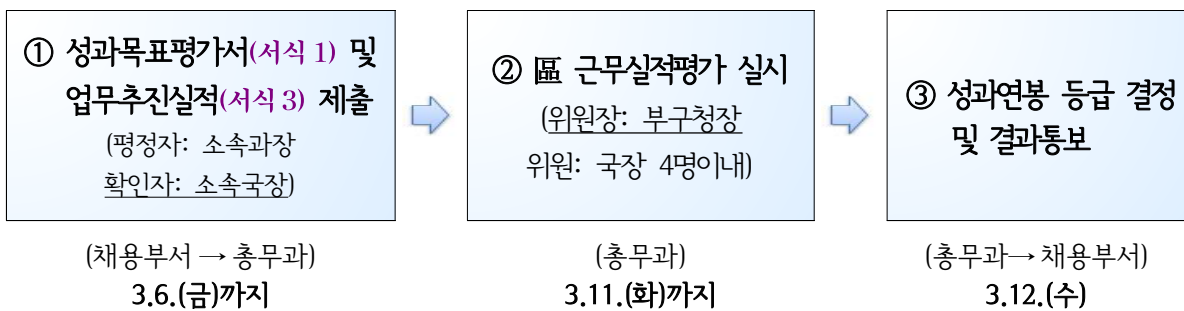 ① 성과목표평가서(서식 1) 및
업무추진실적(서식 3) 제출
(평정자: 소속과장
확인자: 소속국장)
② 區 근무실적평가 실시
(위원장: 부구청장
위원: 국장 4명이내)
③ 성과연봉 등급 결정
및 결과통보
(채용부서 → 총무과)
3.6.(금)까지
(총무과)
3.11.(화)까지
(총무과→ 채용부서)
3.12.(수)